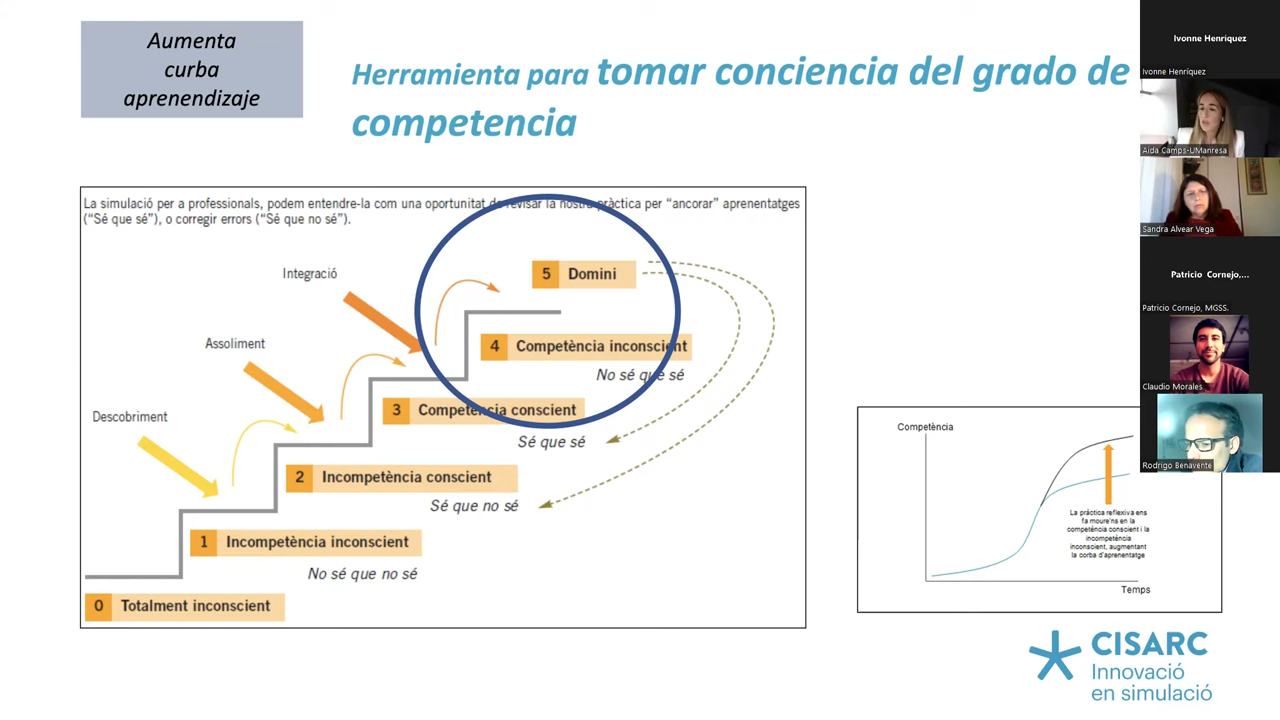 Aumenta
curba
aprenendizaje
Herramienta para tomar conciencia del grado de
competencia
La simulació per a professionals, podem entendre-la com una oportunitat de revisar la nostra pràctica per “ancorar” aprenentatges
(“Sé que sé”), o corregir errors (“Sé que no sé”).
Integració
5 Domini
Assoliment
4 Competència inconscient
No sé que sé
Descobriment
3 Competència conscient
Sé que sé
2 Incompetència conscient
Sé que no sé
1 Incompetència inconscient
No sé que no sé
0 Totalment inconscient
Competència
La pràctica reflexiva ens
fa moure'ns en la
competència conscient i la
incompetència
inconscient, augmentant
la corba d'aprenentatge
Temps
CISARC
Innovació
en simulació
Ivonne Henriquez
Ivonne Henríquez
Aida Camps-UManresa
Sandra Alvear Vega
Patricio Cornejo,...
Patricio Cornejo, MGSS.
Claudio Morales
Rodrigo Benavente